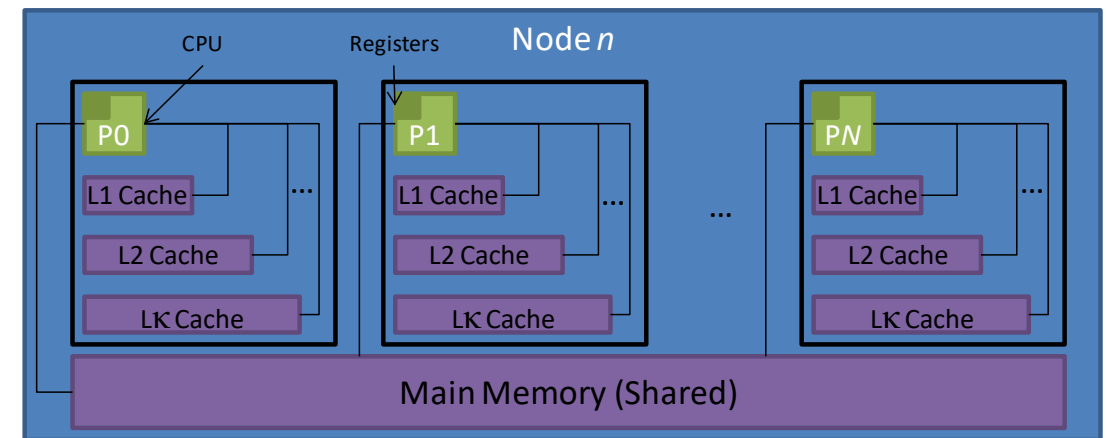 Node n
CPU
Registers
P0
P1
PN
L1 Cache
...
L1 Cache
...
...
L1 Cache
...
L2 Cache
L2 Cache
L2 Cache
Lκ Cache
Lκ Cache
Lκ Cache
Main Memory (Shared)